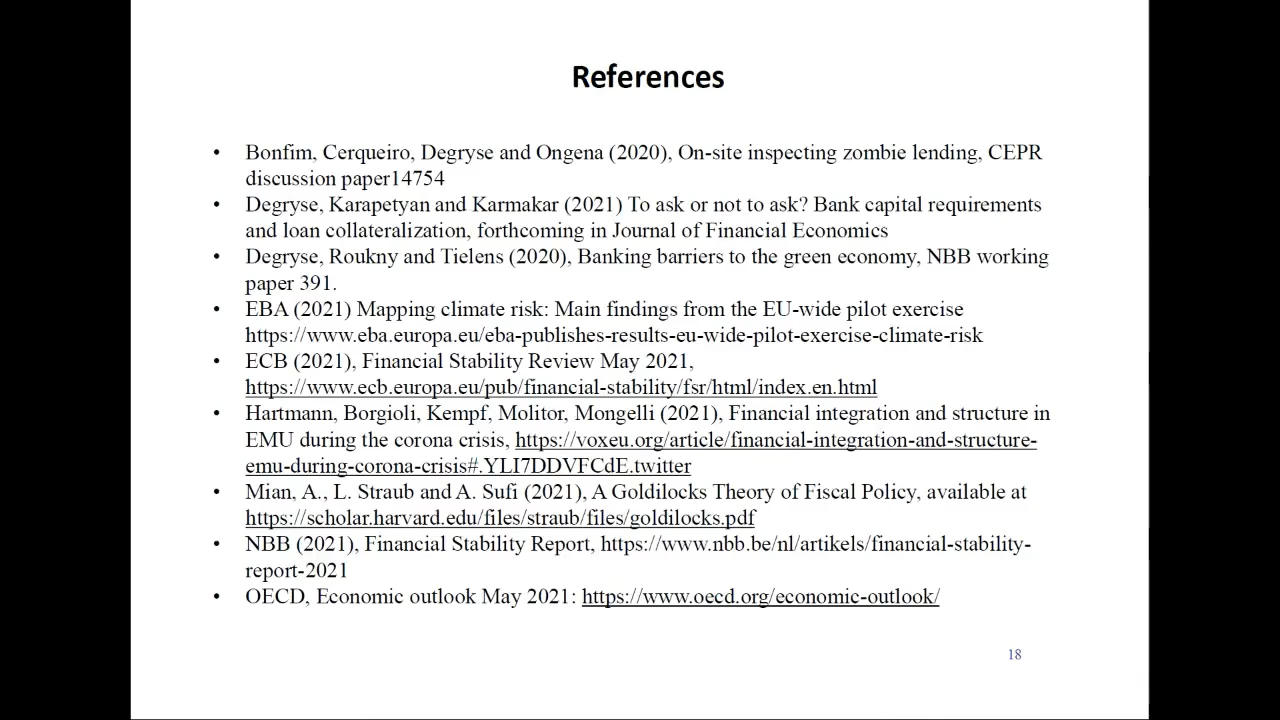 References
• Bonfim, Cerqueiro, Degryse and Ongena (2020), On-site inspecting zombie lending, CEPR
discussion paper14754
• Degryse, Karapetyan and Karmakar (2021) To ask or not to ask? Bank capital requirements
and loan collateralization, forthcoming in Journal of Financial Economics
• Degryse, Roukny and Tielens (2020), Banking barriers to the green economy, NBB working
paper 391.
• EBA (2021) Mapping climate risk: Main findings from the EU-wide pilot exercise
https://www.eba.europa.eu/eba-publishes-results-eu-wide-pilot-exercise-climate-risk
• ECB (2021), Financial Stability Review May 2021,
https://www.ecb.europa.eu/pub/financial-stability/fsr/html/index.en.html
• Hartmann, Borgioli, Kempf, Molitor, Mongelli (2021), Financial integration and structure in
EMU during the corona crisis, https://voxeu.org/article/financial-integration-and-structure-
emu-during-corona-crisis#.YLI7DDVFCdE.twitter
• Mian, A., L. Straub and A. Sufi (2021), A Goldilocks Theory of Fiscal Policy, available at
https://scholar.harvard.edu/files/straub/files/goldilocks.pdf
• NBB (2021), Financial Stability Report, https://www.nbb.be/nl/artikels/financial-stability-
report-2021
• OECD, Economic outlook May 2021: https://www.oecd.org/economic-outlook/
18